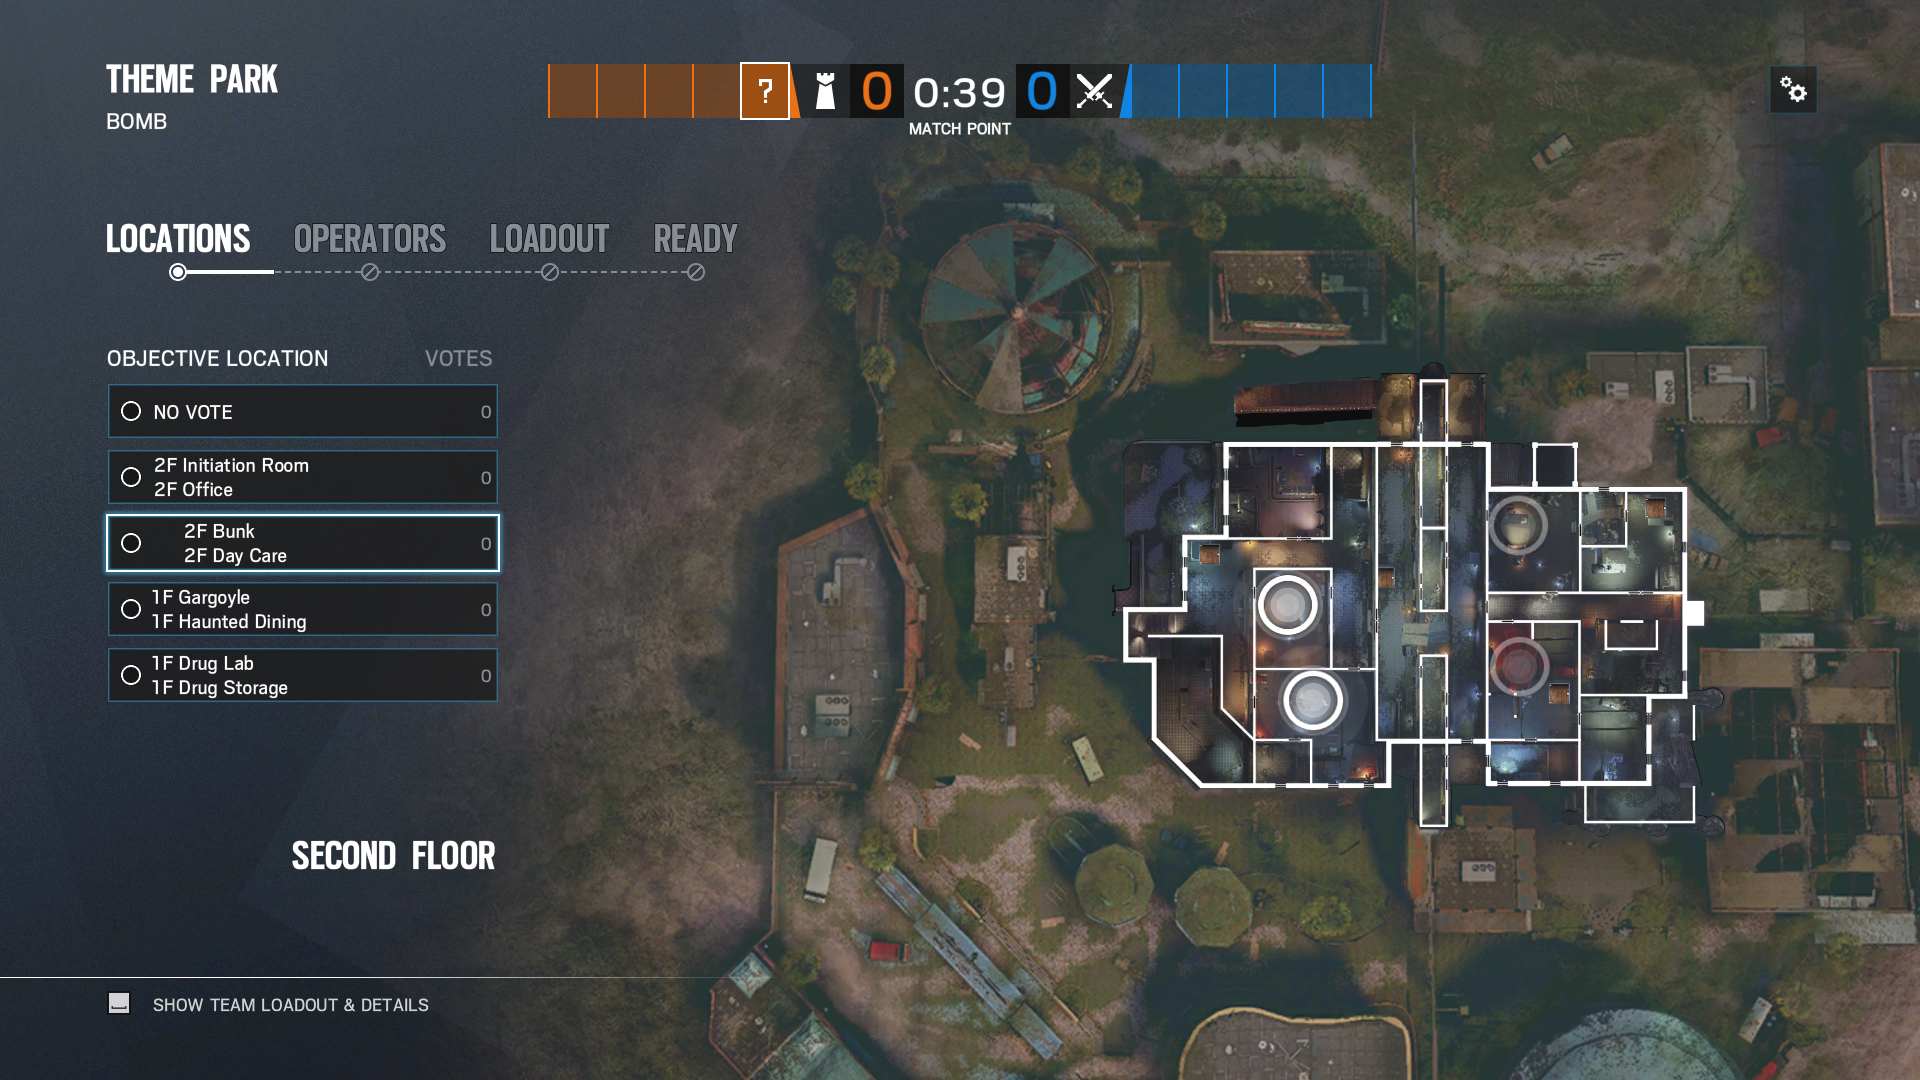 THEME PARK
BOMB
?
0
0:39
0
MATCH POINT
LOCATIONS
OPERATORS
LOADOUT
READY
OBJECTIVE LOCATION
VOTES
NO VOTE
0
2F Initiation Room
2F Office
0
2F Bunk
2F Day Care
0
1F Gargoyle
1F Haunted Dining
0
1F Drug Lab
1F Drug Storage
0
SECOND FLOOR
SHOW TEAM LOADOUT & DETAILS